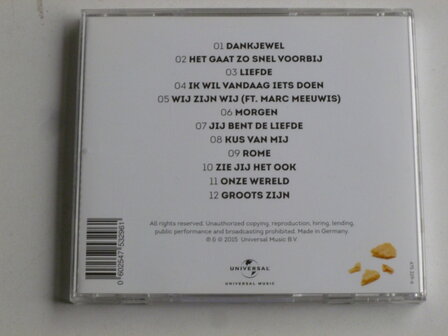 01 DANKJEWEL
02 HET GAAT ZO SNEL VOORBIJ
03 LIEFDE
04 IK WIL VANDAAG IETS DOEN
05 WIJ ZIJN WIJ (FT. MARC MEEUWIS)
06 MORGEN
07 JIJ BENT DE LIEFDE
08 KUS VAN MIJ
09 ROME
10 ZIE JIJ HET OOK
11 ONZE WERELD
12 GROOTS ZIJN
All rights reserved. Unauthorized copying, reproduction, hiring, lending,
public performance and broadcasting prohibited. Made in Germany.
℗ & © 2015 Universal Music B.V.
UNIVERSAL
UNIVERSAL MUSIC
0 602547 532961